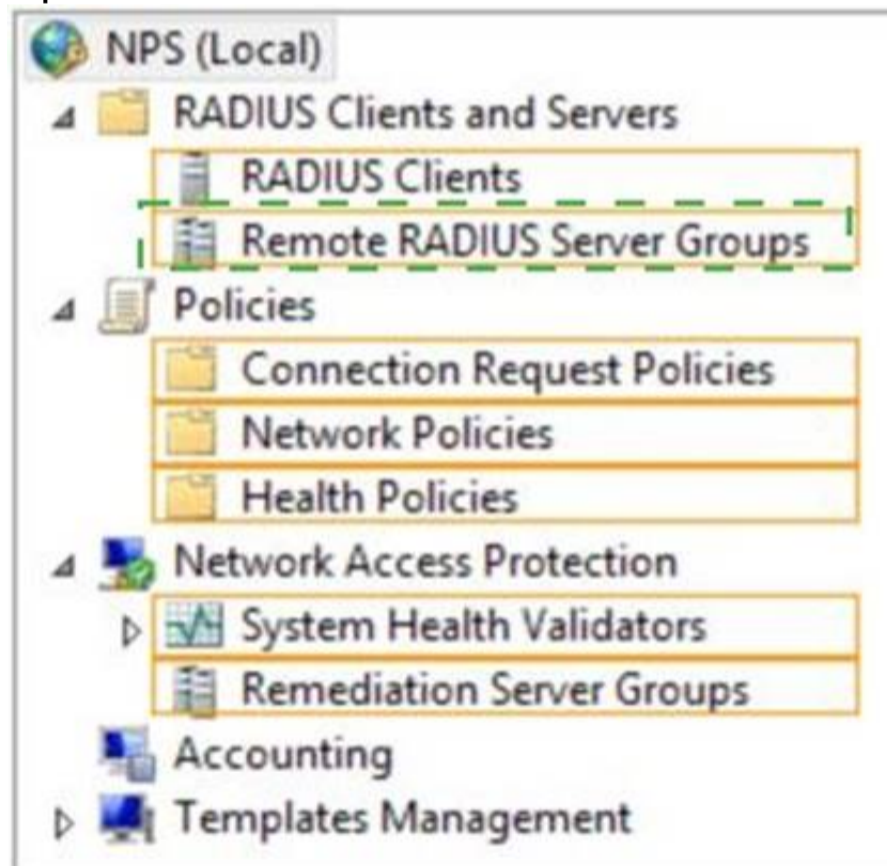 NPS (Local)
RADIUS Clients and Servers
RADIUS Clients
Remote RADIUS Server Groups
Policies
Connection Request Policies
Network Policies
Health Policies
Network Access Protection
System Health Validators
Remediation Server Groups
Accounting
Templates Management